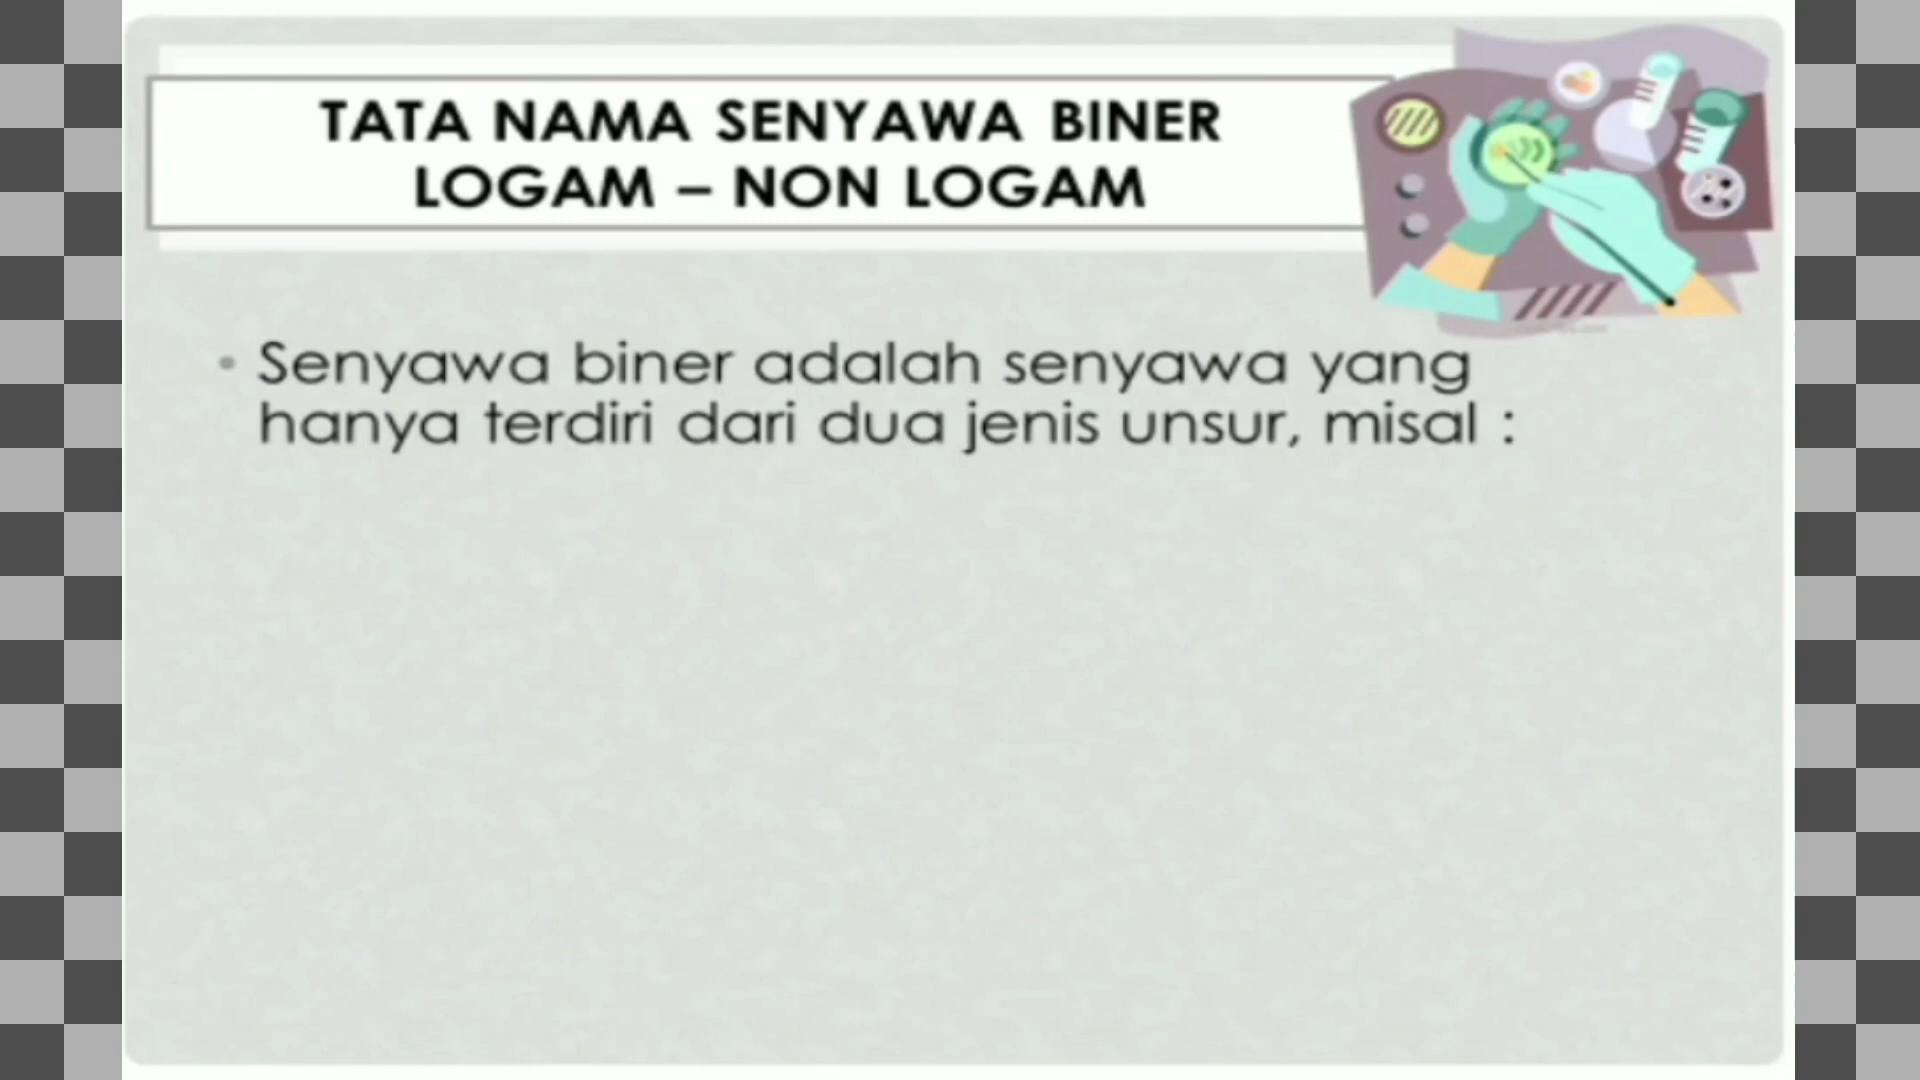 TATA NAMA SENYAWA BINER
LOGAM – NON LOGAM
• Senyawa biner adalah senyawa yang
hanya terdiri dari dua jenis unsur, misal :